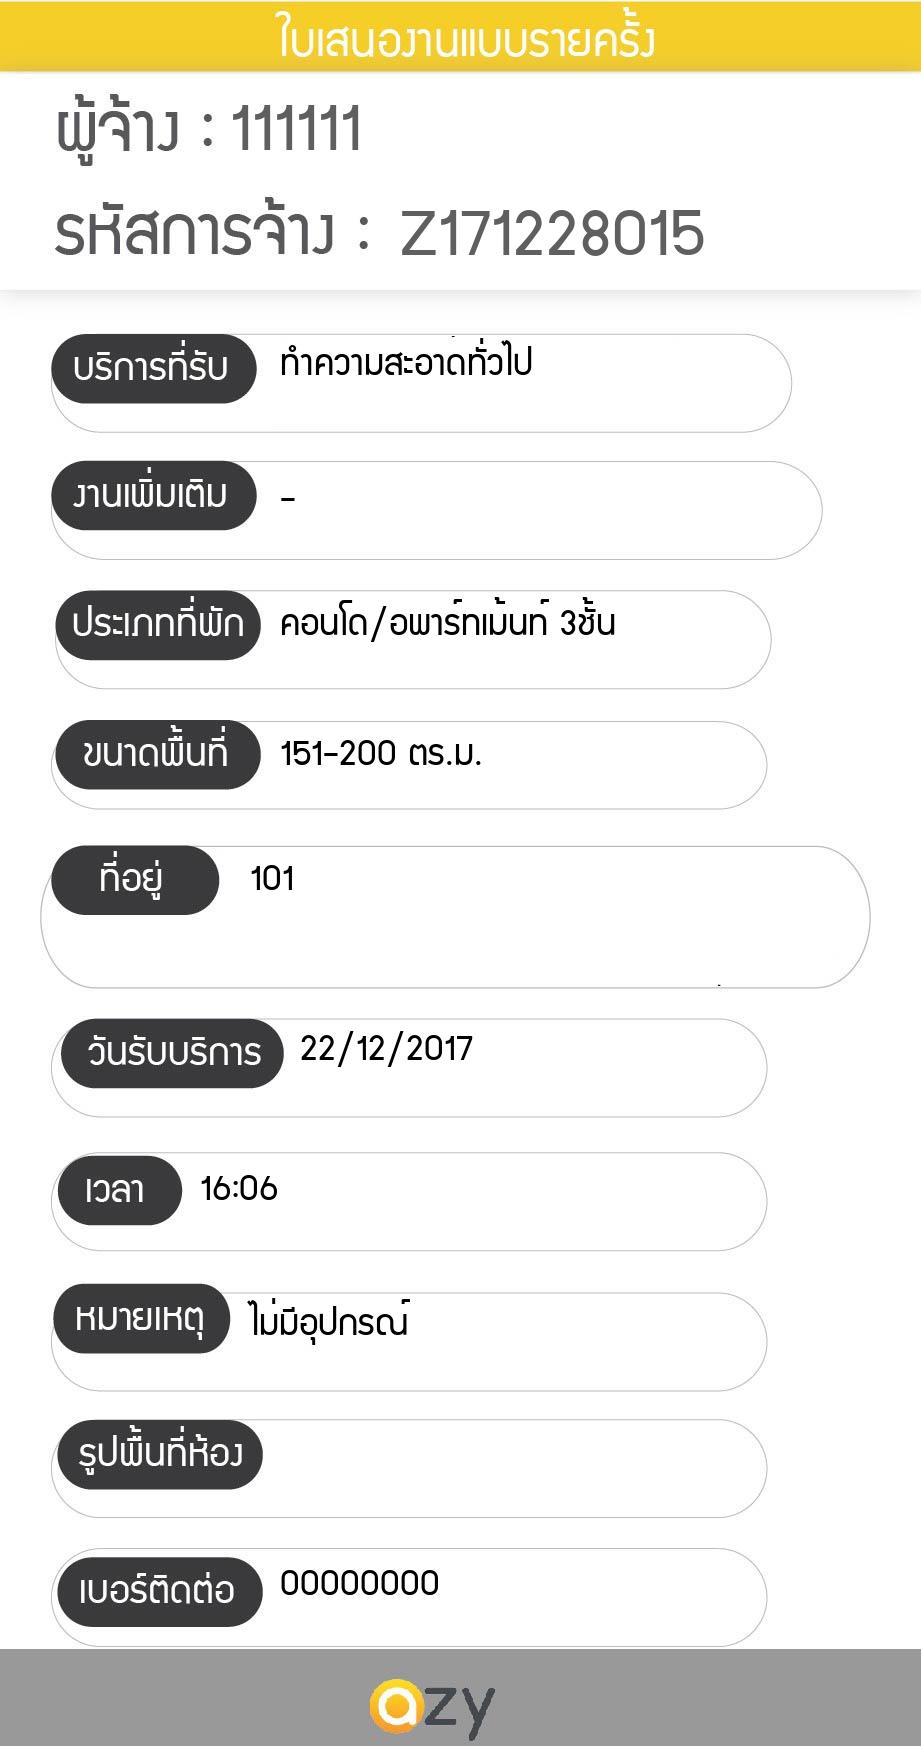 ใบเสนองานแบบรายครั้ง
ผู้จ้าง : 111111
รหัสการจ้าง : Z171228015
บริการที่รับ ทำความสะอาดทั่วไป
งานเพิ่มเติม -
ประเภทที่พัก คอนโด/อพาร์ทเม้นท์ 3ชั้น
ขนาดพื้นที่ 151-200 ตร.ม.
ที่อยู่ 101
วันรับบริการ 22/12/2017
เวลา 16:06
หมายเหตุ ไม่มีอุปกรณ์
รูปพื้นที่ห้อง
เบอร์ติดต่อ 00000000
azy